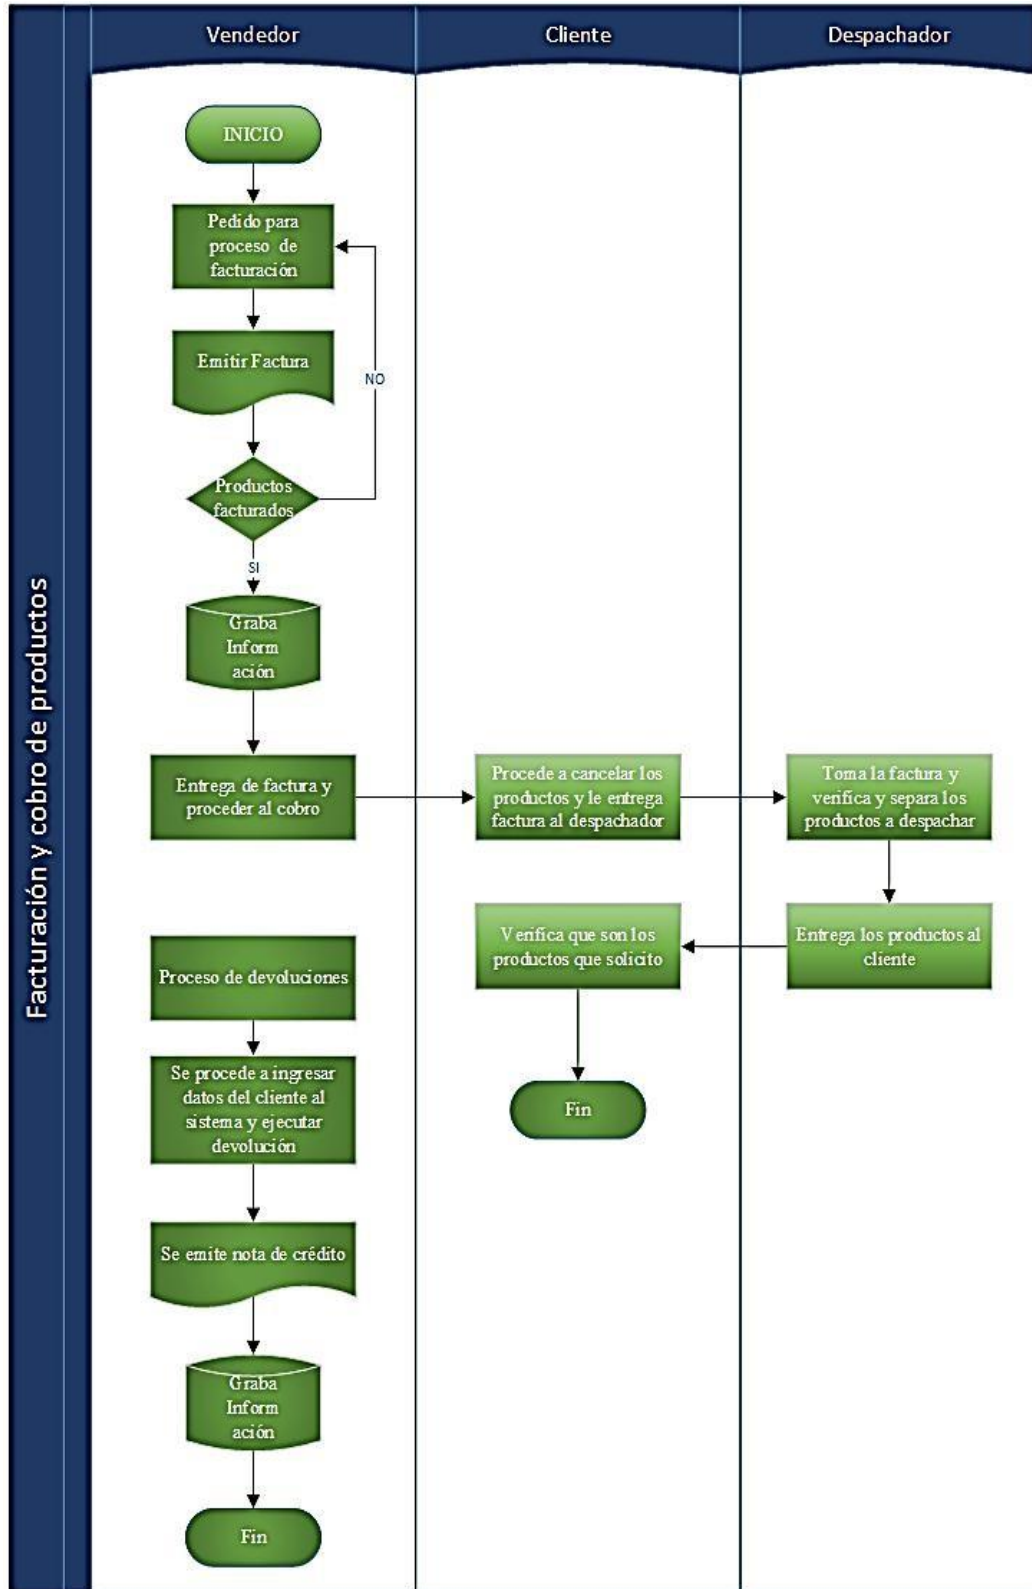 Facturación y cobro de productos
Vendedor
Cliente
Despachador
INICIO
Pedido para
proceso de
facturación
Emitir Factura
NO
Productos
facturados
SI
Graba
Inform
ación
Entrega de factura y
proceder al cobro
Procede a cancelar los
productos y le entrega
factura al despachador
Toma la factura y
verifica y separa los
productos a despachar
Entrega los productos al
cliente
Verifica que son los
productos que solicito
Fin
Proceso de devoluciones
Se procede a ingresar
datos del cliente al
sistema y ejecutar
devolución
Se emite nota de crédito
Graba
Inform
ación
Fin